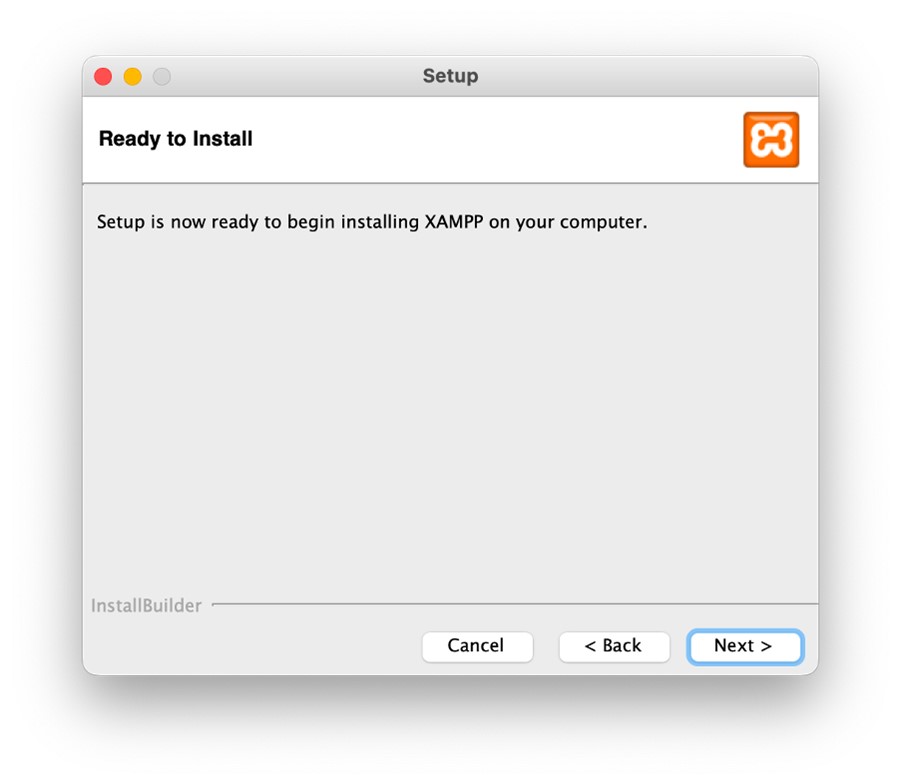 Setup
Ready to Install
Setup is now ready to begin installing XAMPP on your computer.
InstallBuilder
Cancel
< Back
Next >